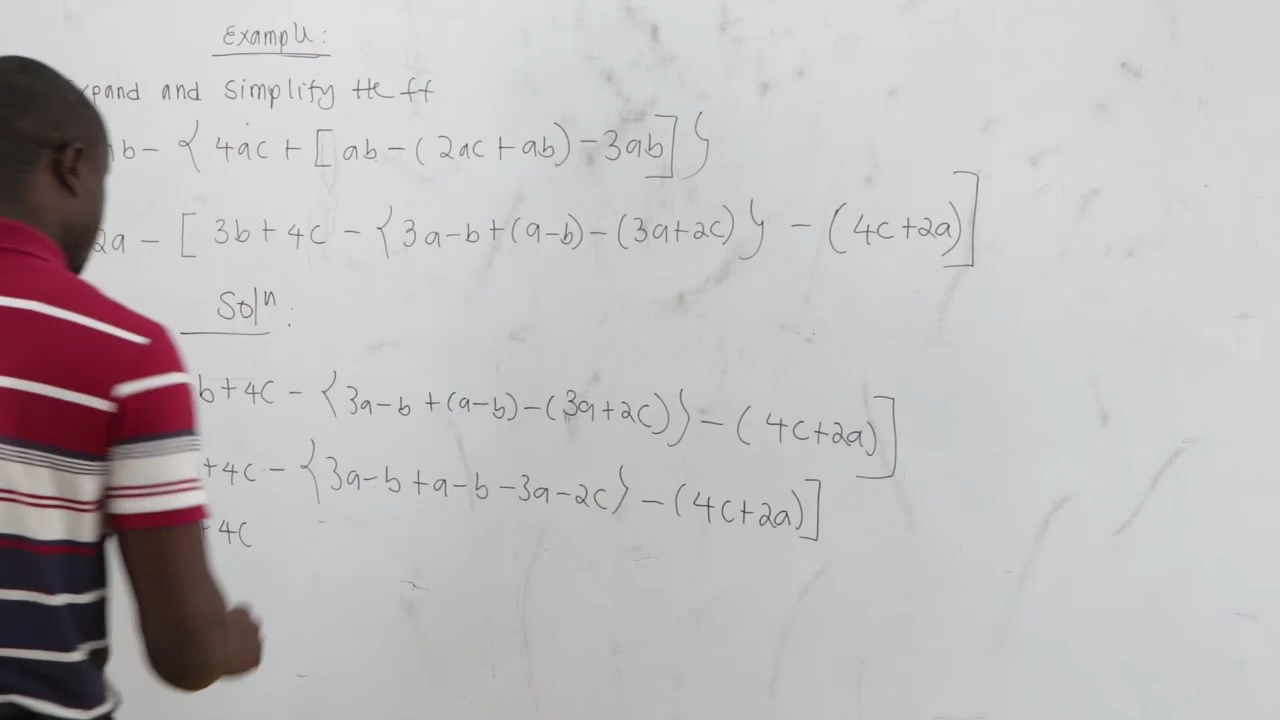 Example:
xpand and Simplify the ff
b - { 4ac + [ ab - ( 2ac + ab ) - 3ab ] }
2a - [ 3b + 4c - { 3a - b + (a - b) - (3a + 2c) } - (4c + 2a) ]
Solⁿ:
b + 4c - { 3a - b + (a - b) - (3a + 2c) } - (4c + 2a) ]
+ 4c - { 3a - b + a - b - 3a - 2c } - (4c + 2a) ]
+ 4c